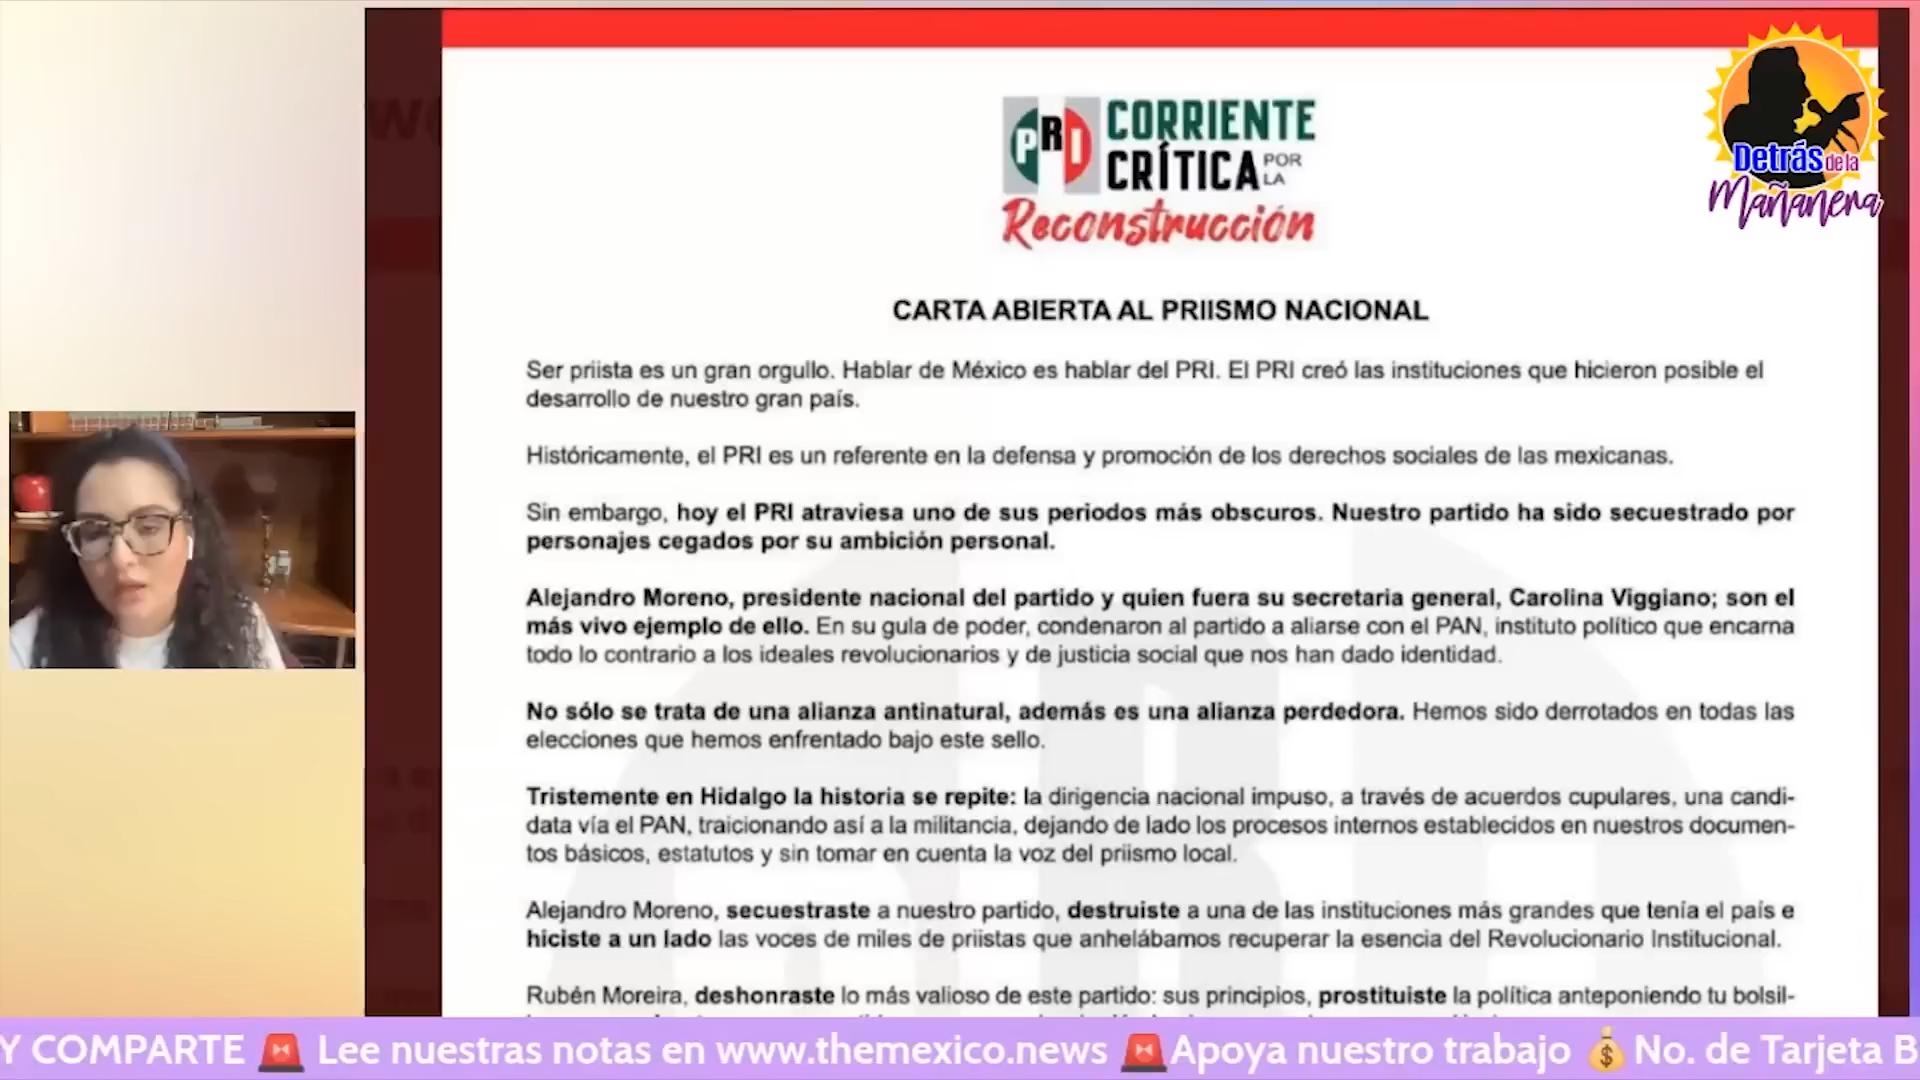 PRI CORRIENTE
CRÍTICA POR LA
Reconstrucción
Detrás de la
Mañanera
CARTA ABIERTA AL PRIISMO NACIONAL
Ser priista es un gran orgullo. Hablar de México es hablar del PRI. El PRI creó las instituciones que hicieron posible el
desarrollo de nuestro gran país.
Históricamente, el PRI es un referente en la defensa y promoción de los derechos sociales de las mexicanas.
Sin embargo, hoy el PRI atraviesa uno de sus periodos más obscuros. Nuestro partido ha sido secuestrado por
personajes cegados por su ambición personal.
Alejandro Moreno, presidente nacional del partido y quien fuera su secretaria general, Carolina Viggiano; son el
más vivo ejemplo de ello. En su gula de poder, condenaron al partido a aliarse con el PAN, instituto político que encarna
todo lo contrario a los ideales revolucionarios y de justicia social que nos han dado identidad.
No sólo se trata de una alianza antinatural, además es una alianza perdedora. Hemos sido derrotados en todas las
elecciones que hemos enfrentado bajo este sello.
Tristemente en Hidalgo la historia se repite: la dirigencia nacional impuso, a través de acuerdos cupulares, una candi-
data vía el PAN, traicionando así a la militancia, dejando de lado los procesos internos establecidos en nuestros documen-
tos básicos, estatutos y sin tomar en cuenta la voz del priismo local.
Alejandro Moreno, secuestraste a nuestro partido, destruiste a una de las instituciones más grandes que tenía el país e
hiciste a un lado las voces de miles de priistas que anhelábamos recuperar la esencia del Revolucionario Institucional.
Rubén Moreira, deshonraste lo más valioso de este partido: sus principios, prostituiste la política anteponiendo tu bolsil-
Y COMPARTE 🚨 Lee nuestras notas en www.themexico.news 🚨Apoya nuestro trabajo 💰No. de Tarjeta B